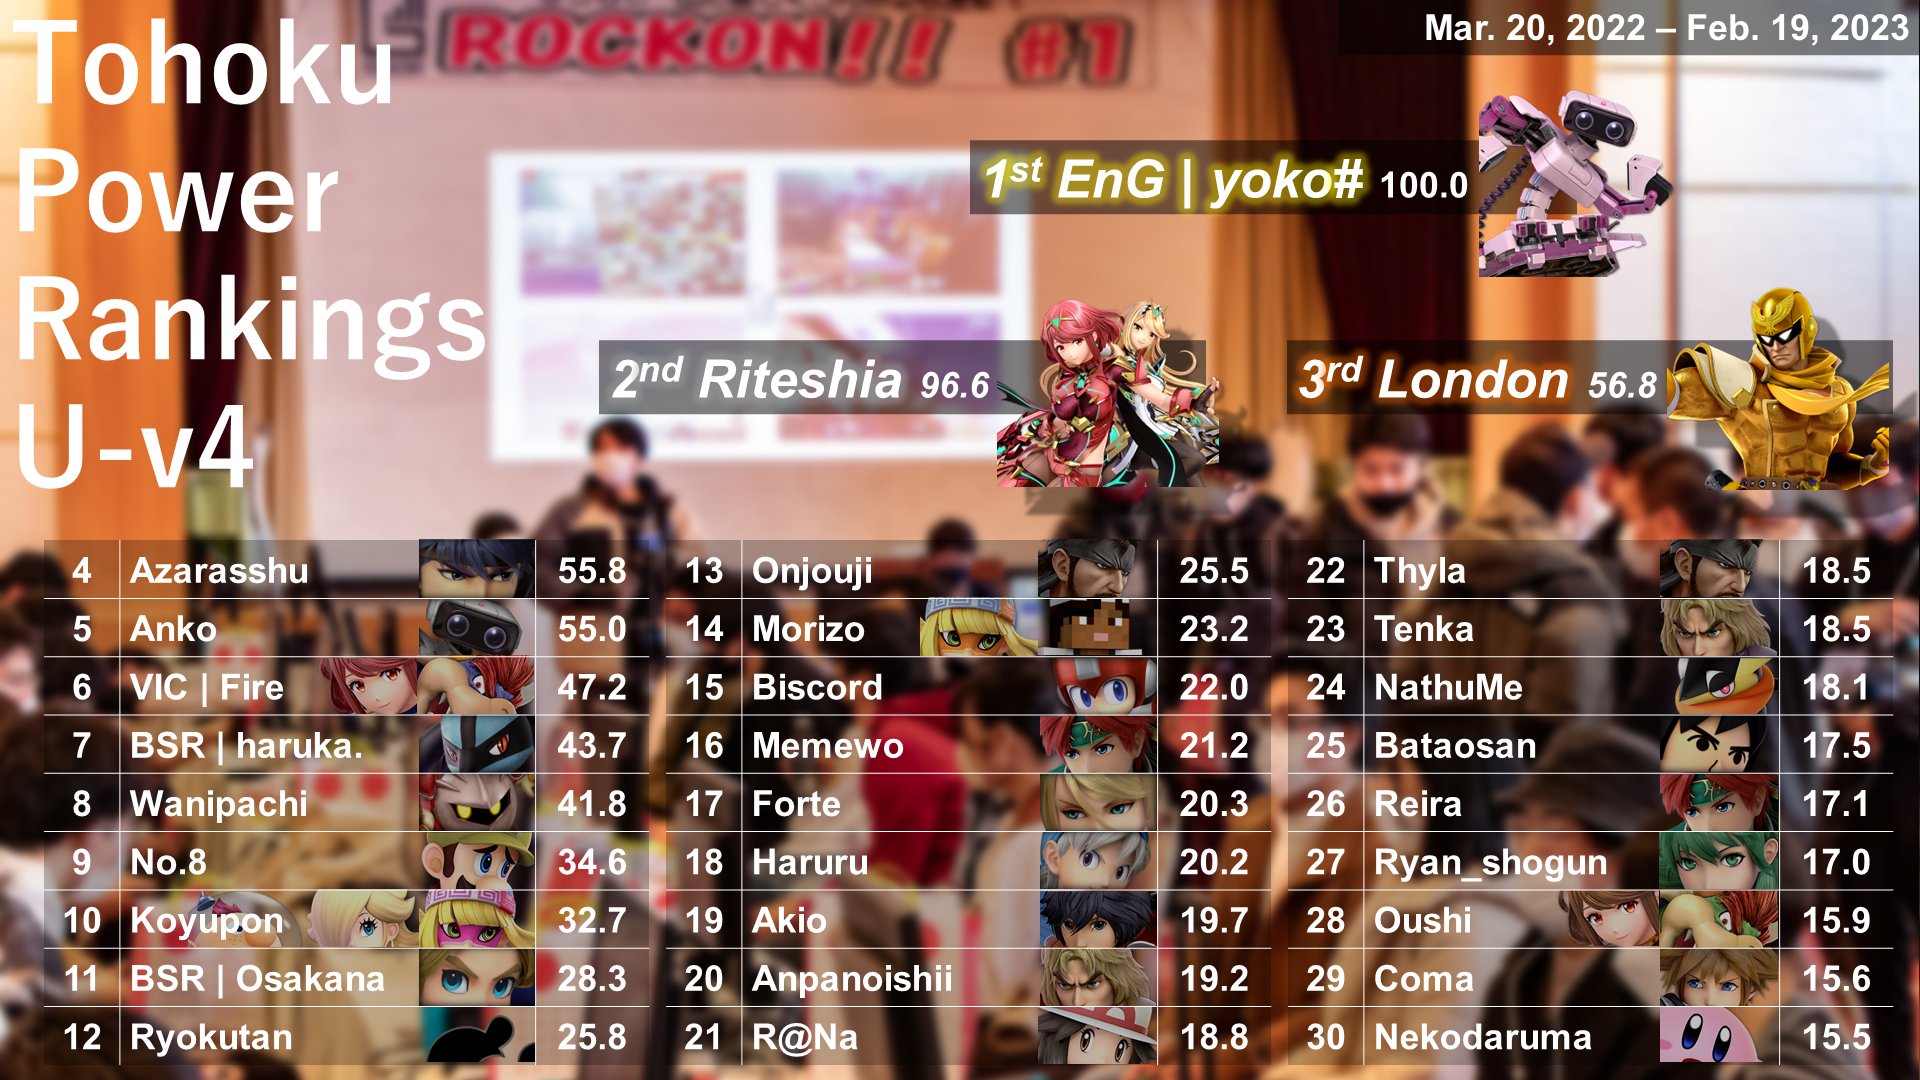 Tohoku
Power
Rankings
U-v4
ROCKON!! #1
Mar. 20, 2022 – Feb. 19, 2023
1st EnG | yoko# 100.0
2nd Riteshia 96.6
3rd London 56.8
4 Azarasshu 55.8
5 Anko 55.0
6 VIC | Fire 47.2
7 BSR | haruka. 43.7
8 Wanipachi 41.8
9 No.8 34.6
10 Koyupon 32.7
11 BSR | Osakana 28.3
12 Ryokutan 25.8
13 Onjouji 25.5
14 Morizo 23.2
15 Biscord 22.0
16 Memewo 21.2
17 Forte 20.3
18 Haruru 20.2
19 Akio 19.7
20 Anpanoishii 19.2
21 R@Na 18.8
22 Thyla 18.5
23 Tenka 18.5
24 NathuMe 18.1
25 Bataosan 17.5
26 Reira 17.1
27 Ryan_shogun 17.0
28 Oushi 15.9
29 Coma 15.6
30 Nekodaruma 15.5